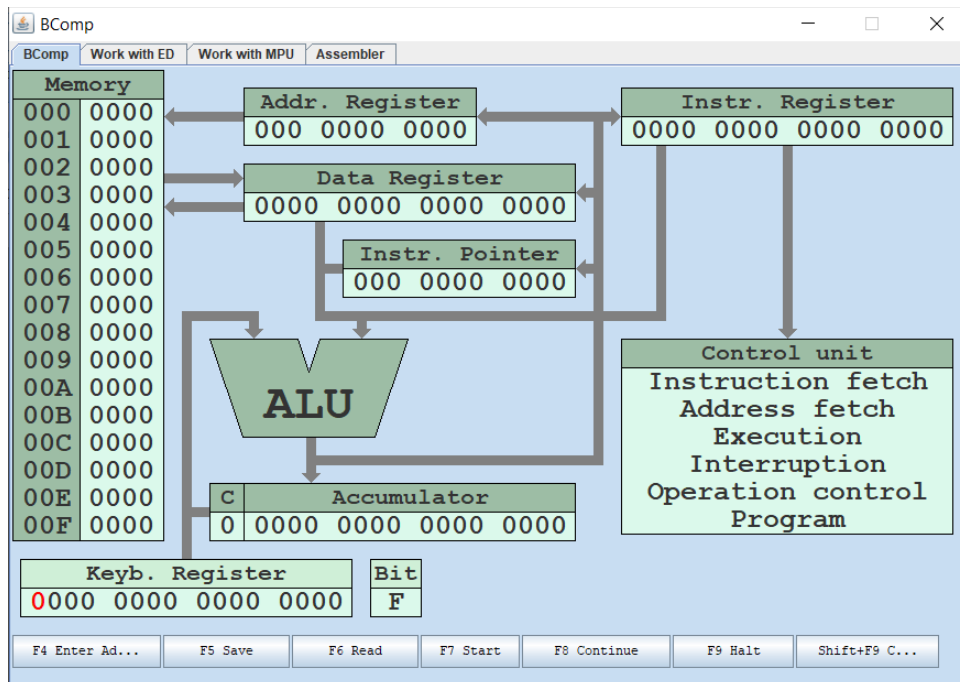 BComp
BComp Work with ED Work with MPU Assembler
Memory
000 0000
001 0000
002 0000
003 0000
004 0000
005 0000
006 0000
007 0000
008 0000
009 0000
00A 0000
00B 0000
00C 0000
00D 0000
00E 0000
00F 0000
Addr. Register
000 0000 0000
Instr. Register
0000 0000 0000 0000
Data Register
0000 0000 0000 0000
Instr. Pointer
000 0000 0000
ALU
Control unit
Instruction fetch
Address fetch
Execution
Interruption
Operation control
Program
C Accumulator
0 0000 0000 0000 0000
Keyb. Register
0000 0000 0000 0000
Bit
F
F4 Enter Ad... F5 Save F6 Read F7 Start F8 Continue F9 Halt Shift+F9 C...